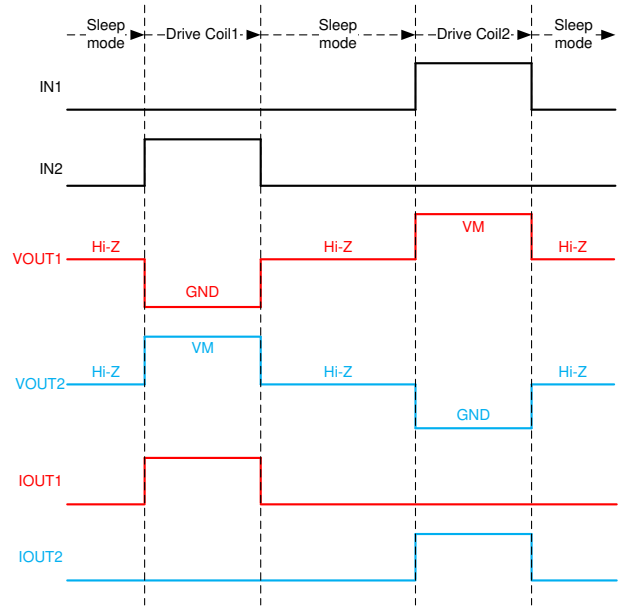 Sleep mode
Drive Coil1
Sleep mode
Drive Coil2
Sleep mode
IN1
IN2
VOUT1
Hi-Z
GND
Hi-Z
VM
Hi-Z
VOUT2
Hi-Z
VM
Hi-Z
GND
Hi-Z
IOUT1
IOUT2